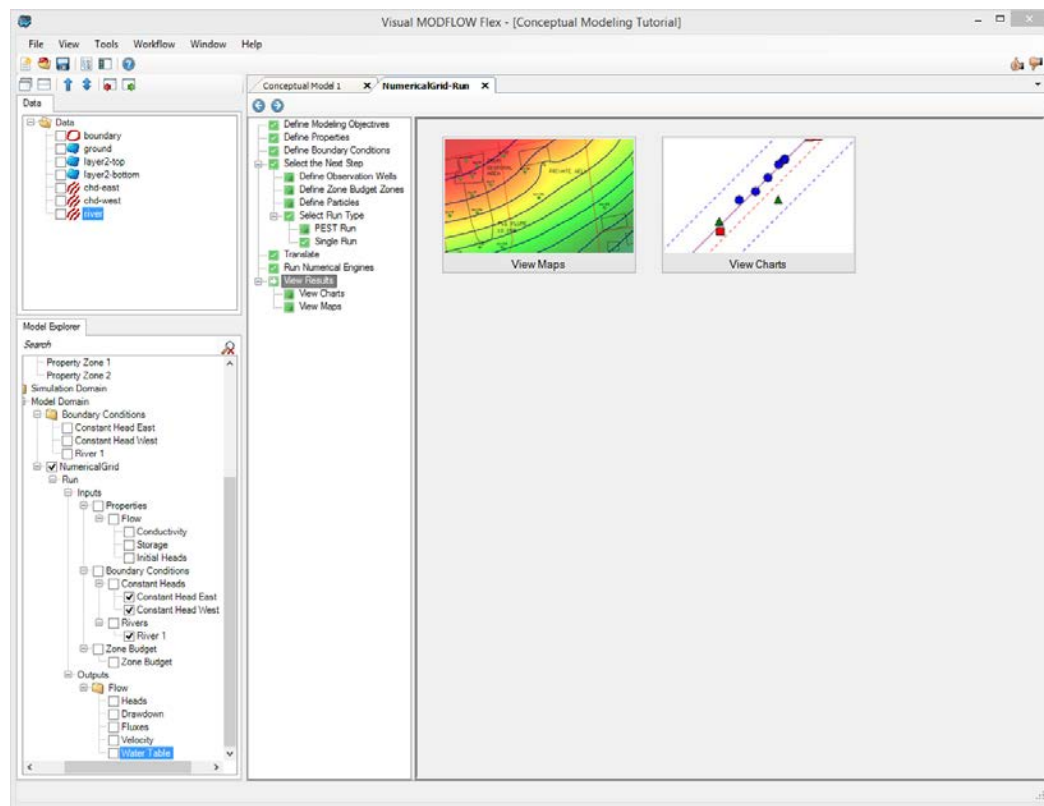 Visual MODFLOW Flex - [Conceptual Modeling Tutorial]
File View Tools Workflow Window Help
Data
Data
boundary
ground
layer2-top
layer2-bottom
chd-east
chd-west
river
Model Explorer
Search
Property Zone 1
Property Zone 2
Simulation Domain
Model Domain
Boundary Conditions
Constant Head East
Constant Head West
River 1
NumericalGrid
Run
Inputs
Properties
Flow
Conductivity
Storage
Initial Heads
Boundary Conditions
Constant Heads
Constant Head East
Constant Head West
Rivers
River 1
Zone Budget
Zone Budget
Outputs
Flow
Heads
Drawdown
Fluxes
Velocity
Water Table
Conceptual Model 1
NumericalGrid-Run
Define Modeling Objectives
Define Properties
Define Boundary Conditions
Select the Next Step
Define Observation Wells
Define Zone Budget Zones
Define Particles
Select Run Type
PEST Run
Single Run
Translate
Run Numerical Engines
View Results
View Charts
View Maps
View Maps
View Charts